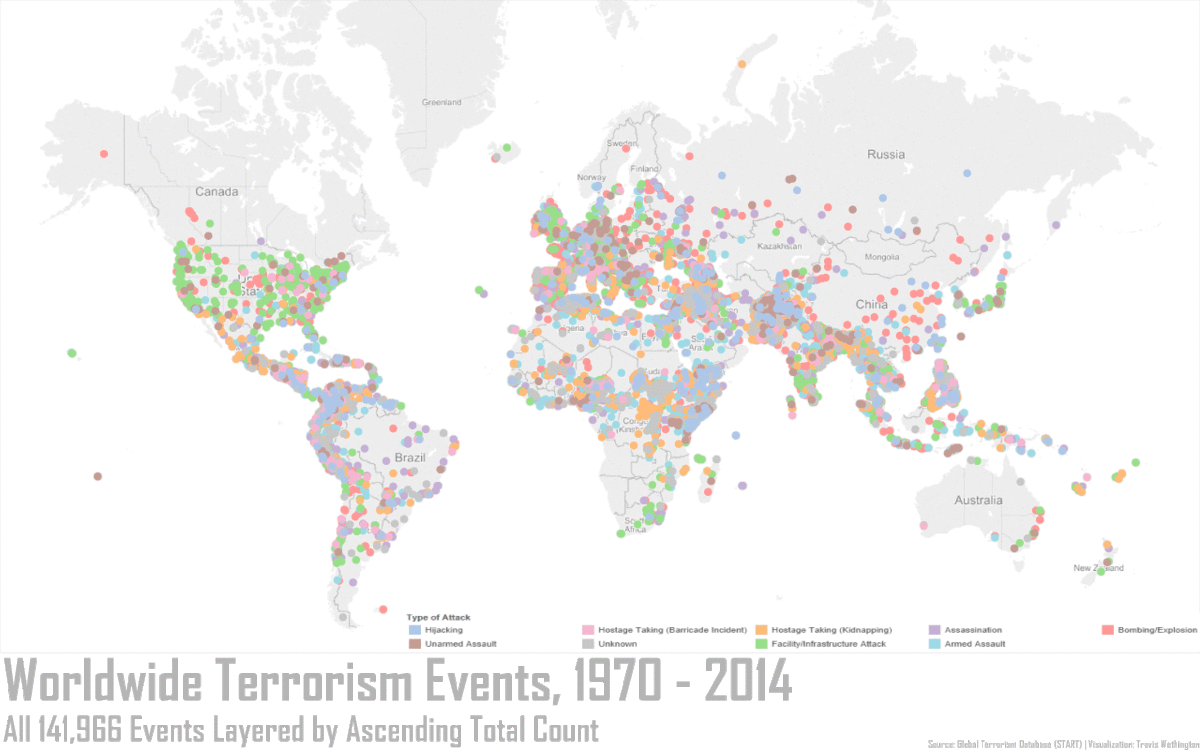 Greenland
Sweden
Russia
Norway
Finland
Canada
Kazakhstan
Mongolia
China
Brazil
Australia
South
Africa
New Zealand
Type of Attack
Hijacking
Hostage Taking (Barricade Incident)
Hostage Taking (Kidnapping)
Assassination
Bombing/Explosion
Unarmed Assault
Unknown
Facility/Infrastructure Attack
Armed Assault
Worldwide Terrorism Events, 1970 - 2014
All 141,966 Events Layered by Ascending Total Count
Source: Global Terrorism Database (START) | Visualization: Travis Wethington